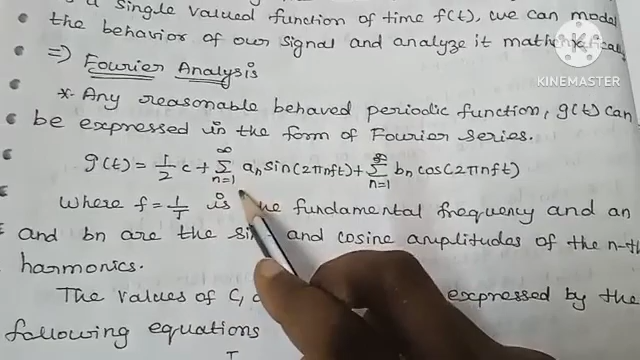 a single valued function of time f(t), we can model
the behavior of our signal and analyze it mathematically
KINEMASTER
=) Fourier Analysis
* Any reasonable behaved periodic function, g(t) can
be expressed in the form of Fourier series.
g(t) = 1/2 c + ∞ Σ n=1 an sin(2πnft) + ∞ Σ n=1 bn cos(2πnft)
Where f = 1/T is the fundamental frequency and an
and bn are the and cosine amplitudes of the n-th
harmonics.
The values of C, expressed by the
following equations
T